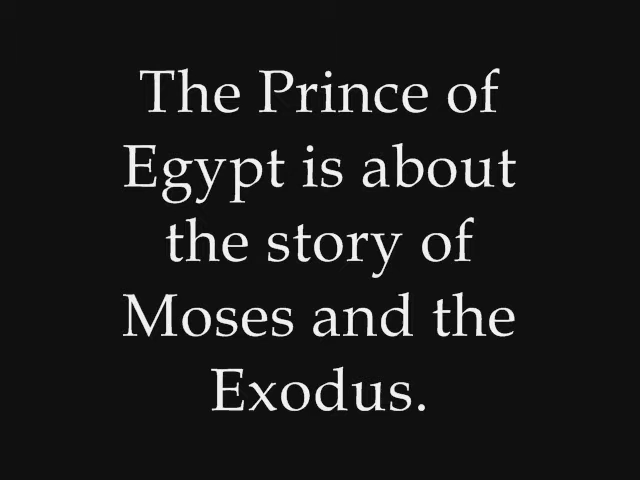 The Prince of
Egypt is about
the story of
Moses and the
Exodus.